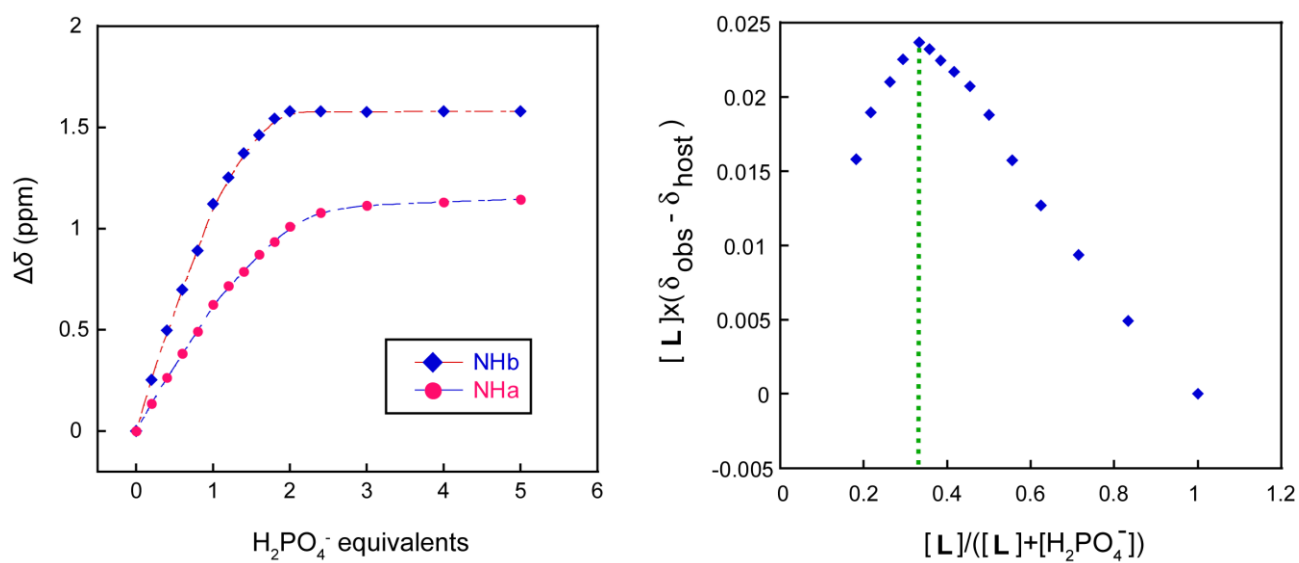 2
1.5
1
0.5
0
Δδ (ppm)
0 1 2 3 4 5 6
H₂PO₄⁻ equivalents
NHb
NHa
0.025
0.02
0.015
0.01
0.005
0
-0.005
[ L ]x(δobs - δhost)
0 0.2 0.4 0.6 0.8 1 1.2
[ L ]/([ L ]+[H₂PO₄⁻])